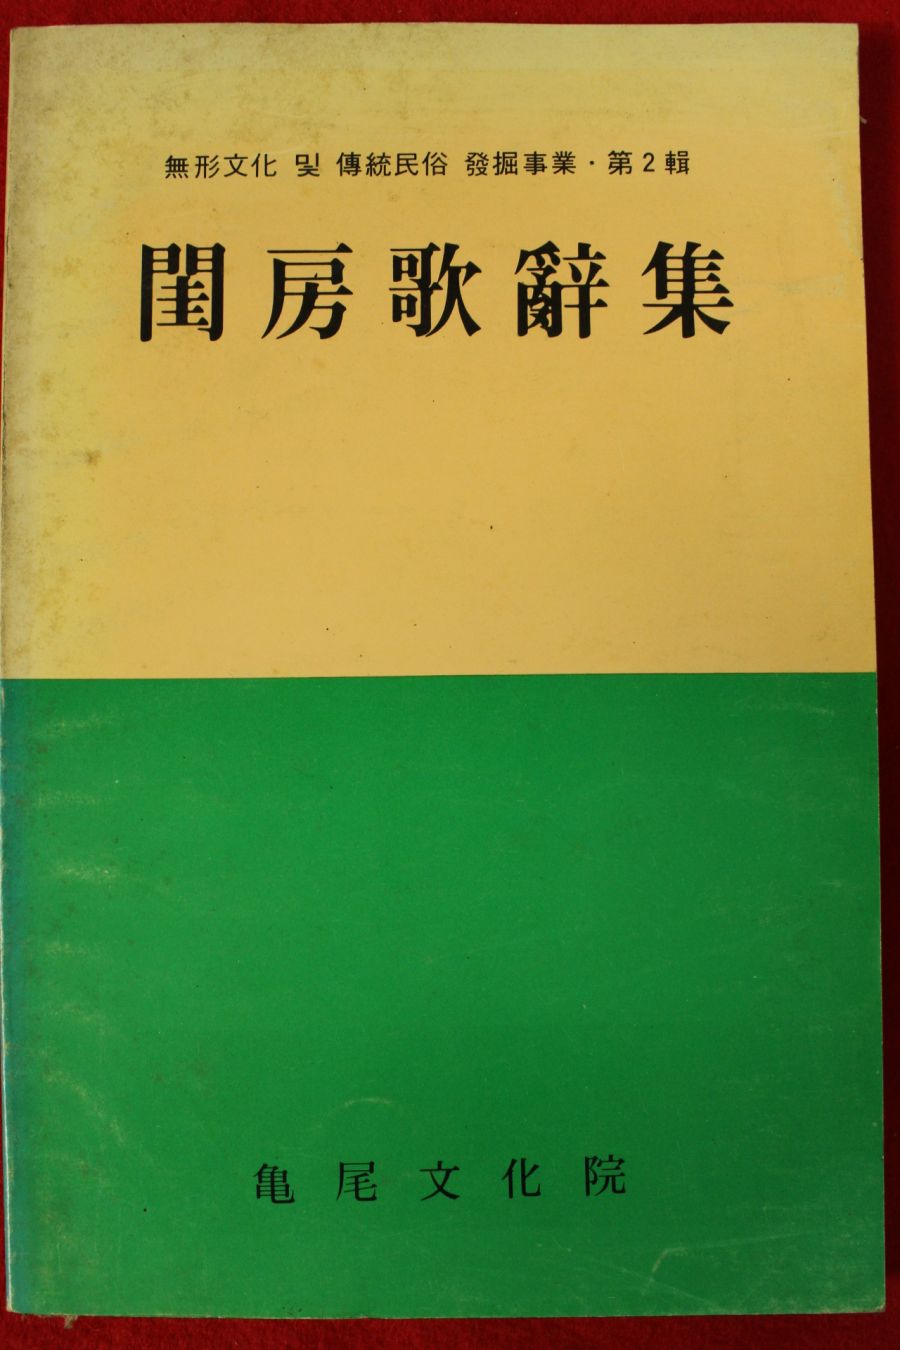 無形文化 및 傳統民俗 發掘事業·第2輯
閨房歌辭集
亀尾文化院